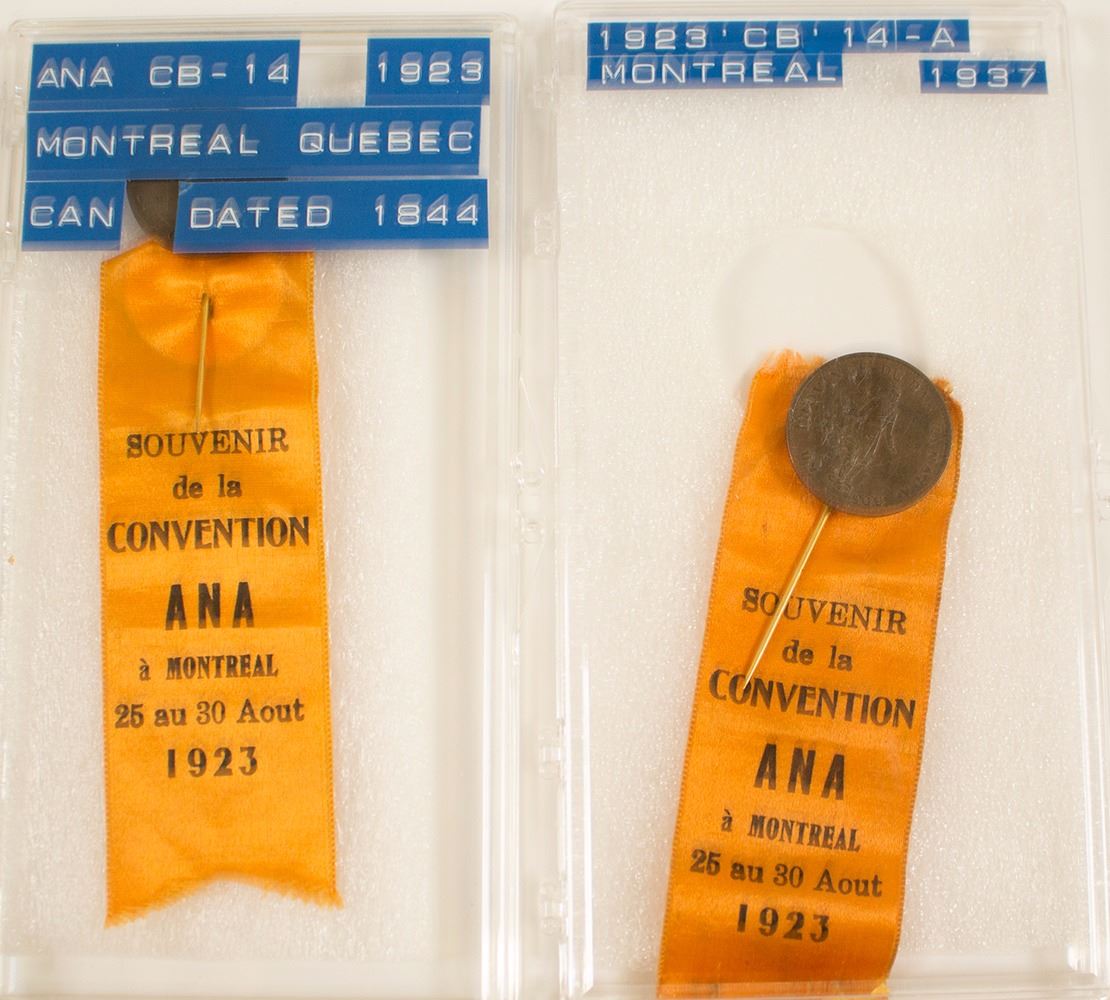 ANA CB-14 1923
MONTREAL QUEBEC
CAN DATED 1844
SOUVENIR
de la
CONVENTION
ANA
à MONTREAL
25 au 30 Aout
1923
1923 'CB' 14-A
MONTREAL 1937
SOUVENIR
de la
CONVENTION
ANA
à MONTREAL
25 au 30 Aout
1923